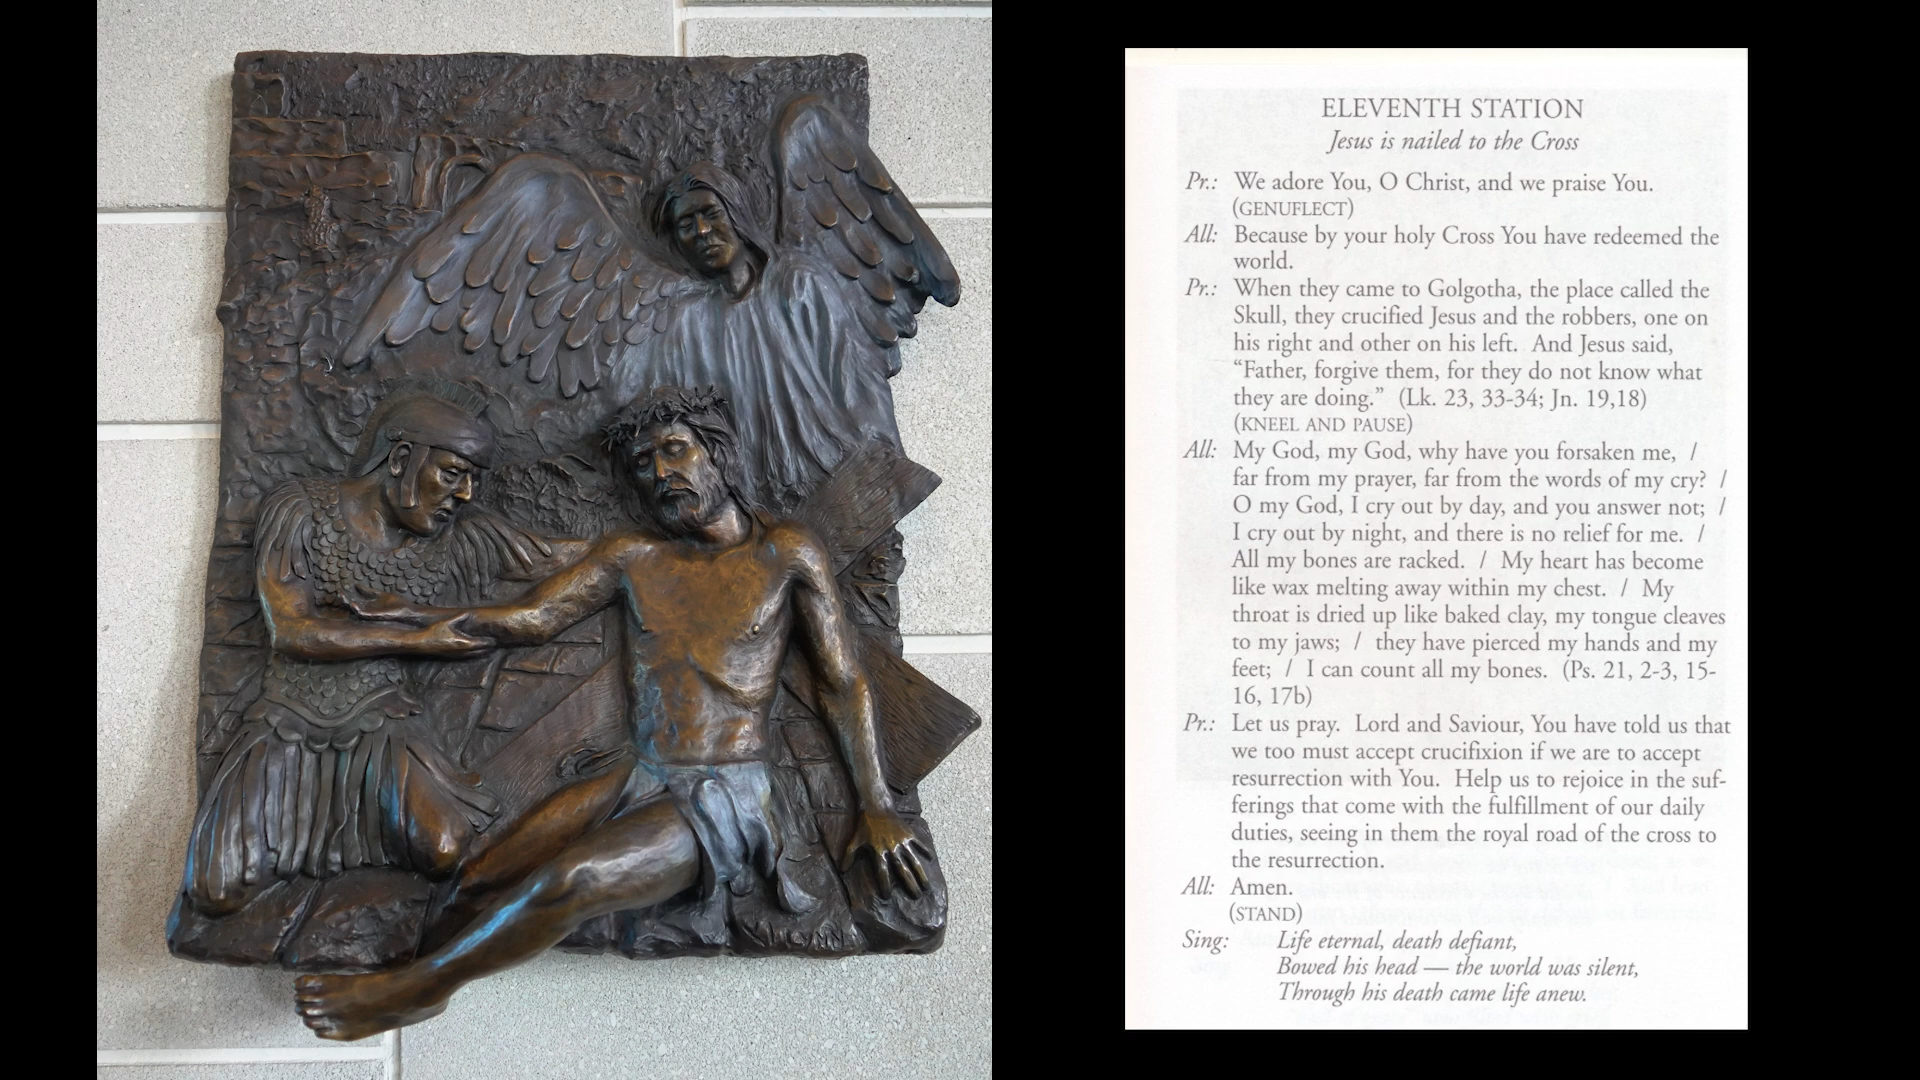 ELEVENTH STATION
Jesus is nailed to the Cross
Pr.: We adore You, O Christ, and we praise You.
(GENUFLECT)
All: Because by your holy Cross You have redeemed the
world.
Pr.: When they came to Golgotha, the place called the
Skull, they crucified Jesus and the robbers, one on
his right and other on his left. And Jesus said,
“Father, forgive them, for they do not know what
they are doing.” (Lk. 23, 33-34; Jn. 19,18)
(KNEEL AND PAUSE)
All: My God, my God, why have you forsaken me, /
far from my prayer, far from the words of my cry? /
O my God, I cry out by day, and you answer not; /
I cry out by night, and there is no relief for me. /
All my bones are racked. / My heart has become
like wax melting away within my chest. / My
throat is dried up like baked clay, my tongue cleaves
to my jaws; / they have pierced my hands and my
feet; / I can count all my bones. (Ps. 21, 2-3, 15-
16, 17b)
Pr.: Let us pray. Lord and Saviour, You have told us that
we too must accept crucifixion if we are to accept
resurrection with You. Help us to rejoice in the suf-
ferings that come with the fulfillment of our daily
duties, seeing in them the royal road of the cross to
the resurrection.
All: Amen.
(STAND)
Sing: Life eternal, death defiant,
Bowed his head — the world was silent,
Through his death came life anew.